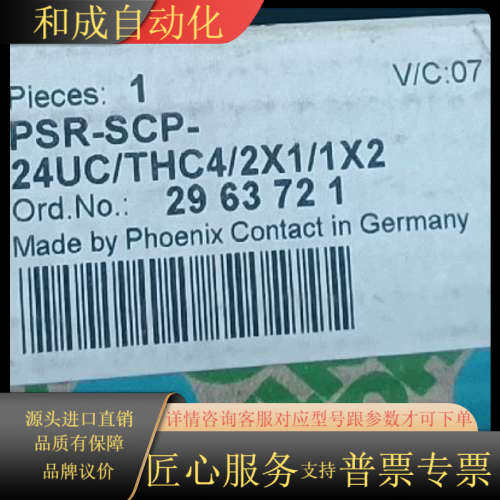 和成自动化
V/C:07
Pieces: 1
PSR-SCP-
24UC/THC4/2X1/1X2
Ord.No.: 29 63 72 1
Made by Phoenix Contact in Germany
源头进口直销
品质有保障
品牌议价
详情咨询客服对应型号跟参数才可下单
匠心服务 支持 普票专票